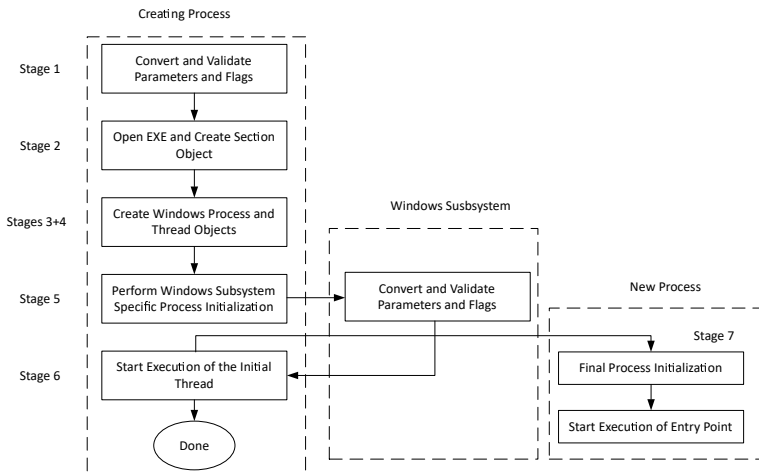 Creating Process
Stage 1
Convert and Validate
Parameters and Flags
Stage 2
Open EXE and Create Section
Object
Stages 3+4
Create Windows Process and
Thread Objects
Windows Susbsystem
Stage 5
Perform Windows Subsystem
Specific Process Initialization
Convert and Validate
Parameters and Flags
New Process
Stage 7
Stage 6
Start Execution of the Initial
Thread
Final Process Initialization
Start Execution of Entry Point
Done